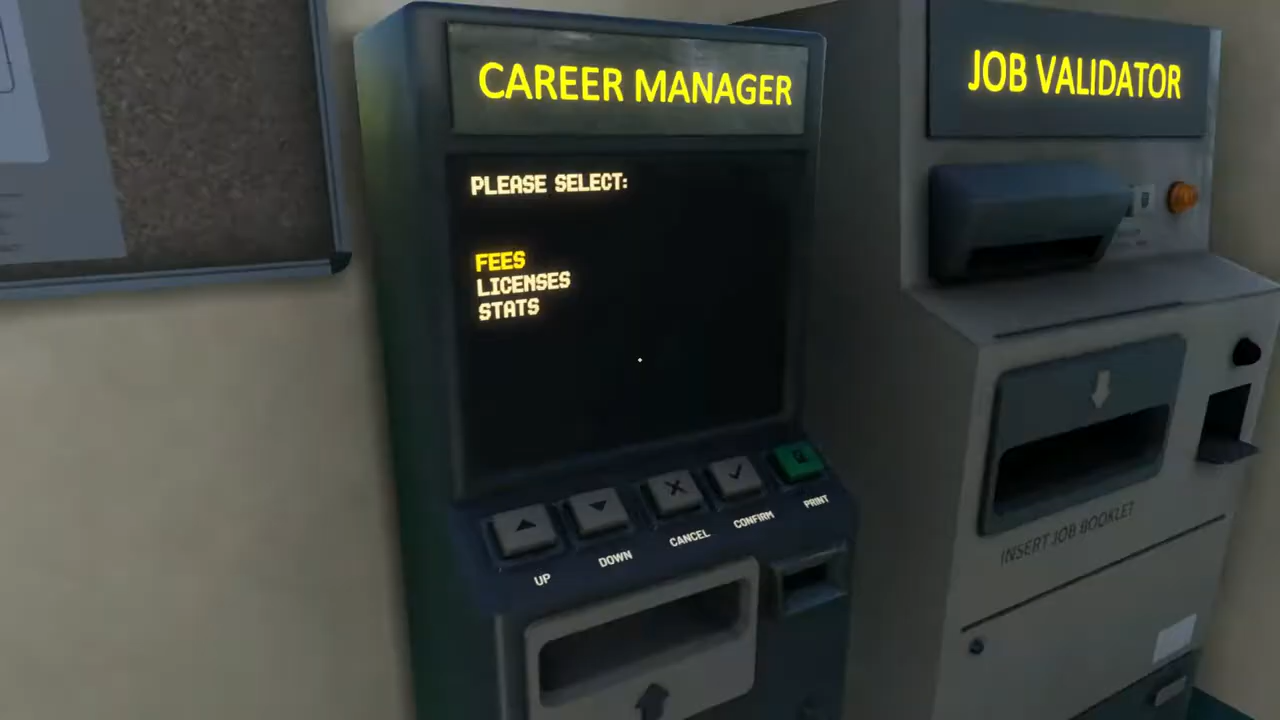 CAREER MANAGER
PLEASE SELECT:
FEES
LICENSES
STATS
UP
DOWN
CANCEL
CONFIRM
PRINT
JOB VALIDATOR
INSERT JOB BOOKLET